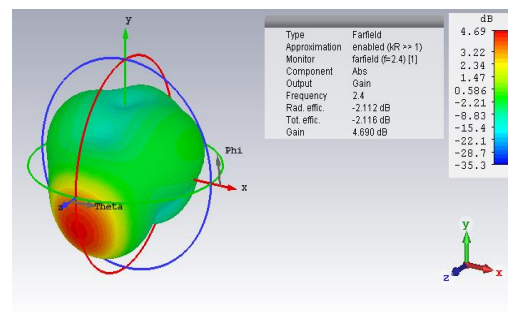 y
Phi
x
z
Theta
Type Farfield
Approximation enabled (kR >> 1)
Monitor farfield (f=2.4) [1]
Component Abs
Output Gain
Frequency 2.4
Rad. effic. -2.112 dB
Tot. effic. -2.116 dB
Gain 4.690 dB
dB
4.69
3.22
2.34
1.47
0.586
-2.21
-8.83
-15.4
-22.1
-28.7
-35.3
y
z
x